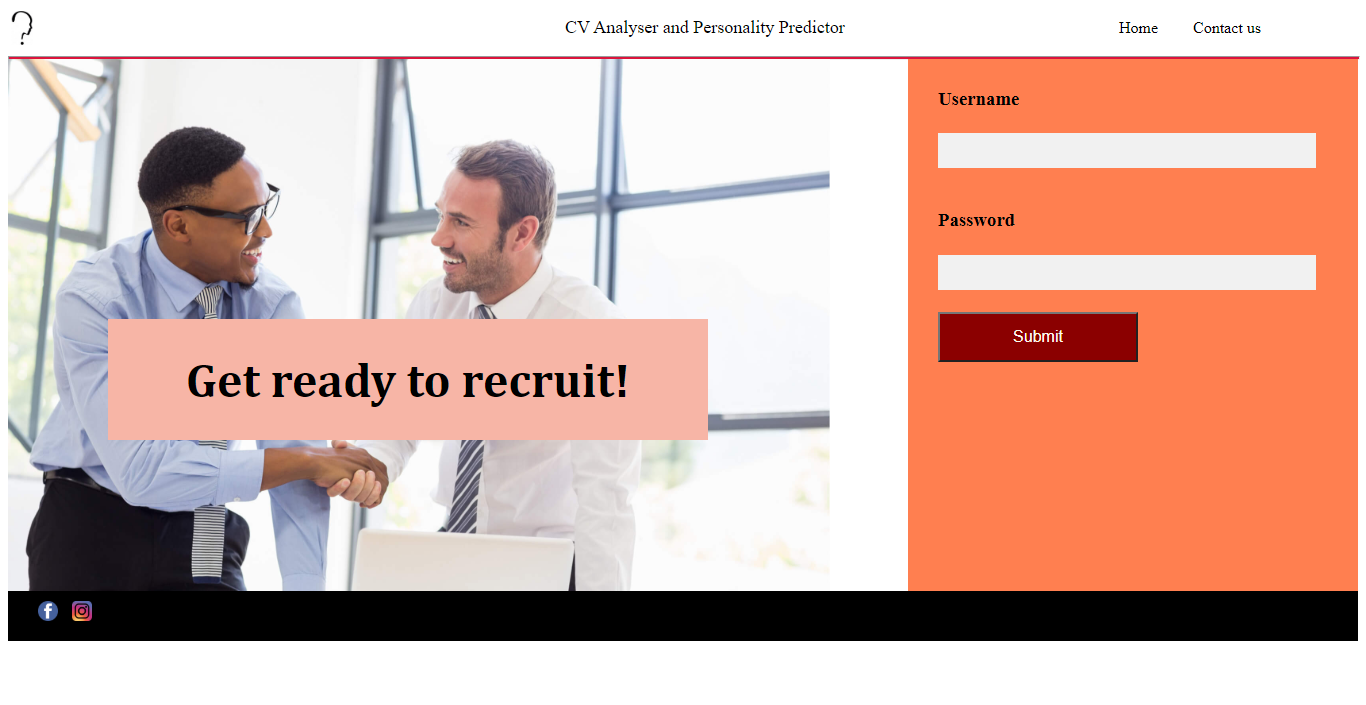 CV Analyser and Personality Predictor
Home
Contact us
Username
Password
Submit
Get ready to recruit!